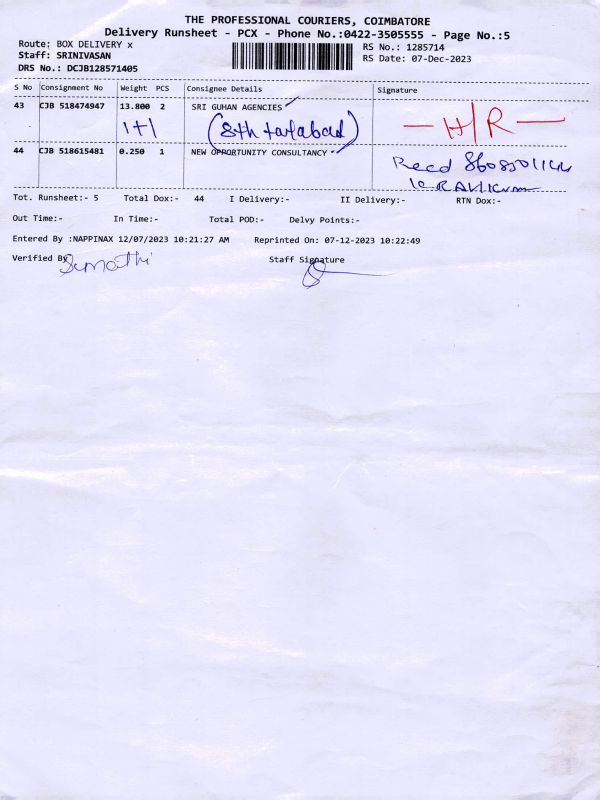 THE PROFESSIONAL COURIERS, COIMBATORE
Delivery Runsheet - PCX - Phone No.:0422-3505555 - Page No.:5
Route: BOX DELIVERY x
RS No.: 1285714
Staff: SRINIVASAN
RS Date: 07-Dec-2023
DRS No.: DCJB128571405
S No Consignment No Weight PCS Consignee Details Signature
43 CJB 518474947 13.800 2 SRI GUHAN AGENCIES
1+1 (8th tatabad) H/R
44 CJB 518615481 0.250 1 NEW OPPORTUNITY CONSULTANCY
Recd
Tot. Runsheet:- 5 Total Dox:- 44 I Delivery:- II Delivery:- RTN Dox:-
Out Time:- In Time:- Total POD:- Delvy Points:-
Entered By :NAPPINAX 12/07/2023 10:21:27 AM Reprinted On: 07-12-2023 10:22:49
Verified By Sumathi Staff Signature